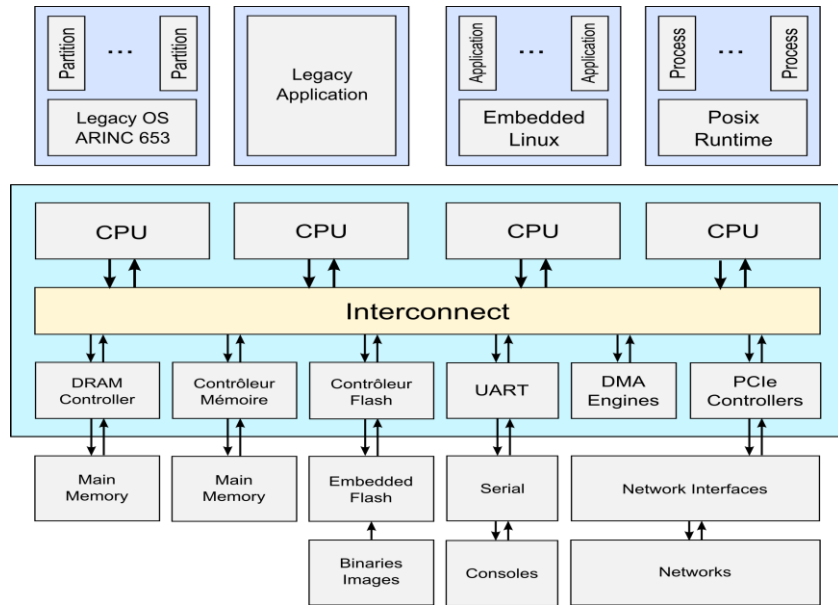 Partition
...
Partition
Legacy OS
ARINC 653
Legacy
Application
Application
...
Application
Embedded
Linux
Process
...
Process
Posix
Runtime
CPU
CPU
CPU
CPU
Interconnect
DRAM
Controller
Contrôleur
Mémoire
Contrôleur
Flash
UART
DMA
Engines
PCIe
Controllers
Main
Memory
Main
Memory
Embedded
Flash
Serial
Network Interfaces
Binaries
Images
Consoles
Networks